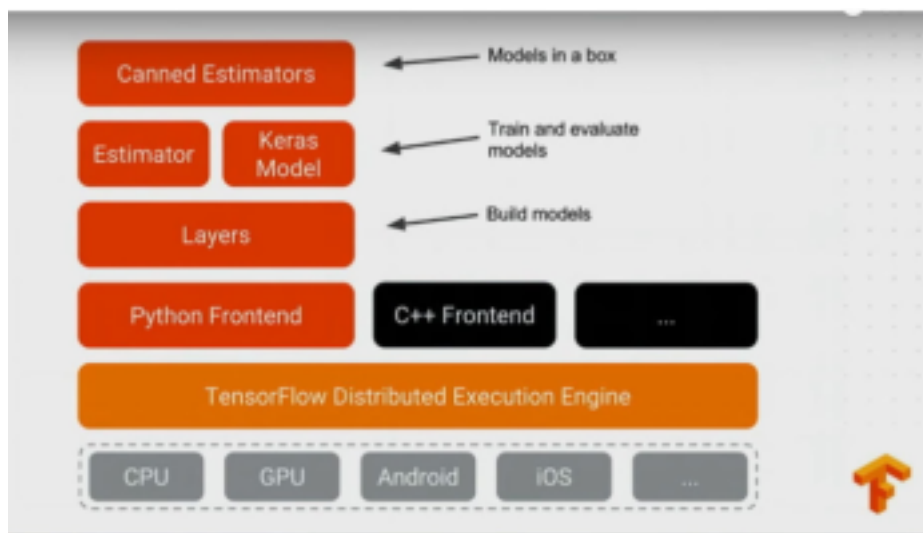 Canned Estimators
Models in a box
Estimator
Keras
Model
Train and evaluate
models
Layers
Build models
Python Frontend
C++ Frontend
...
TensorFlow Distributed Execution Engine
CPU
GPU
Android
iOS
...